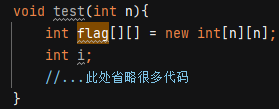 void test(int n){
    int flag[][] = new int[n][n];
    int i;
    //...此处省略很多代码
}